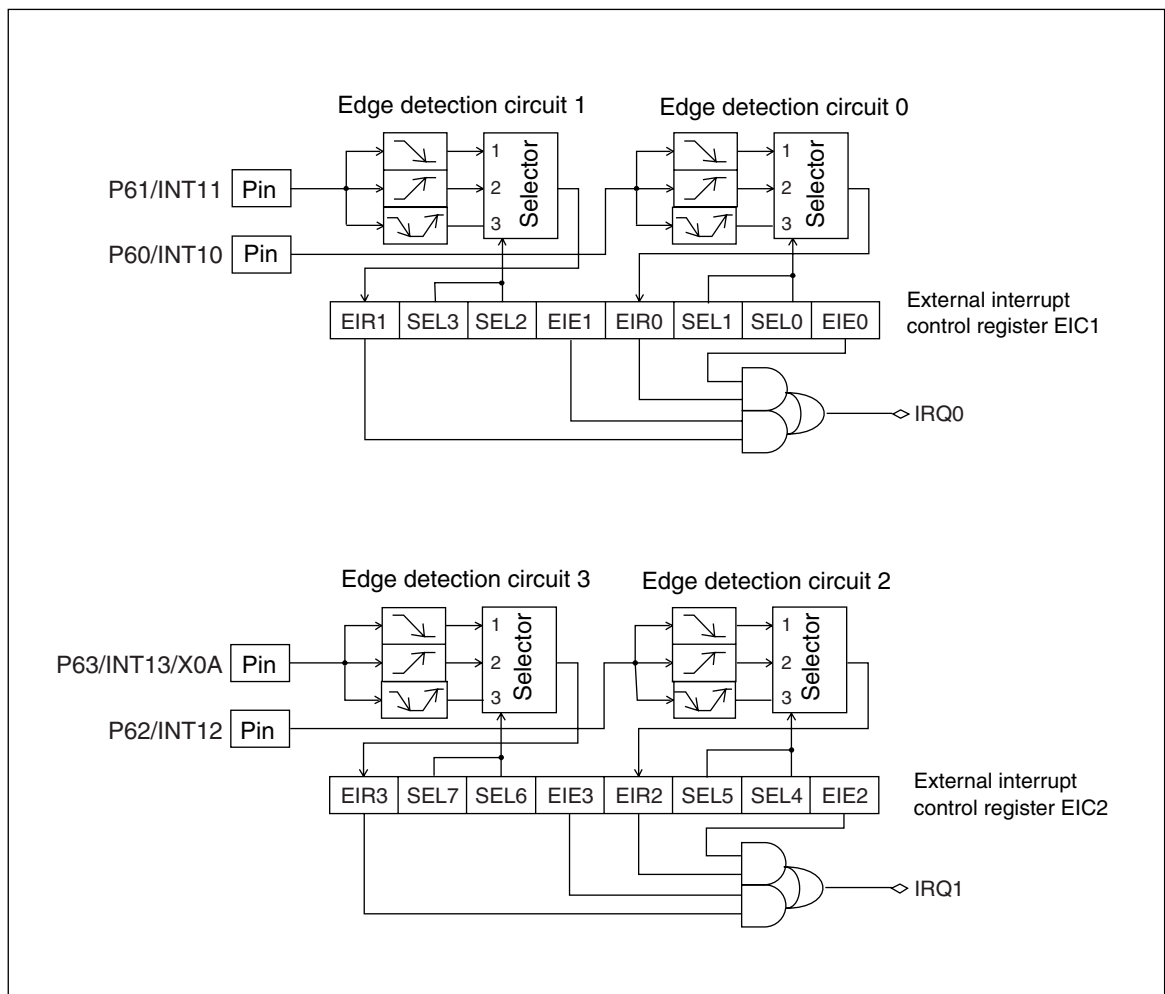 Edge detection circuit 1
Edge detection circuit 0
1
2
3
Selector
1
2
3
Selector
P61/INT11
Pin
P60/INT10
Pin
EIR1 SEL3 SEL2 EIE1 EIR0 SEL1 SEL0 EIE0
External interrupt
control register EIC1
IRQ0
Edge detection circuit 3
Edge detection circuit 2
1
2
3
Selector
1
2
3
Selector
P63/INT13/X0A
Pin
P62/INT12
Pin
EIR3 SEL7 SEL6 EIE3 EIR2 SEL5 SEL4 EIE2
External interrupt
control register EIC2
IRQ1